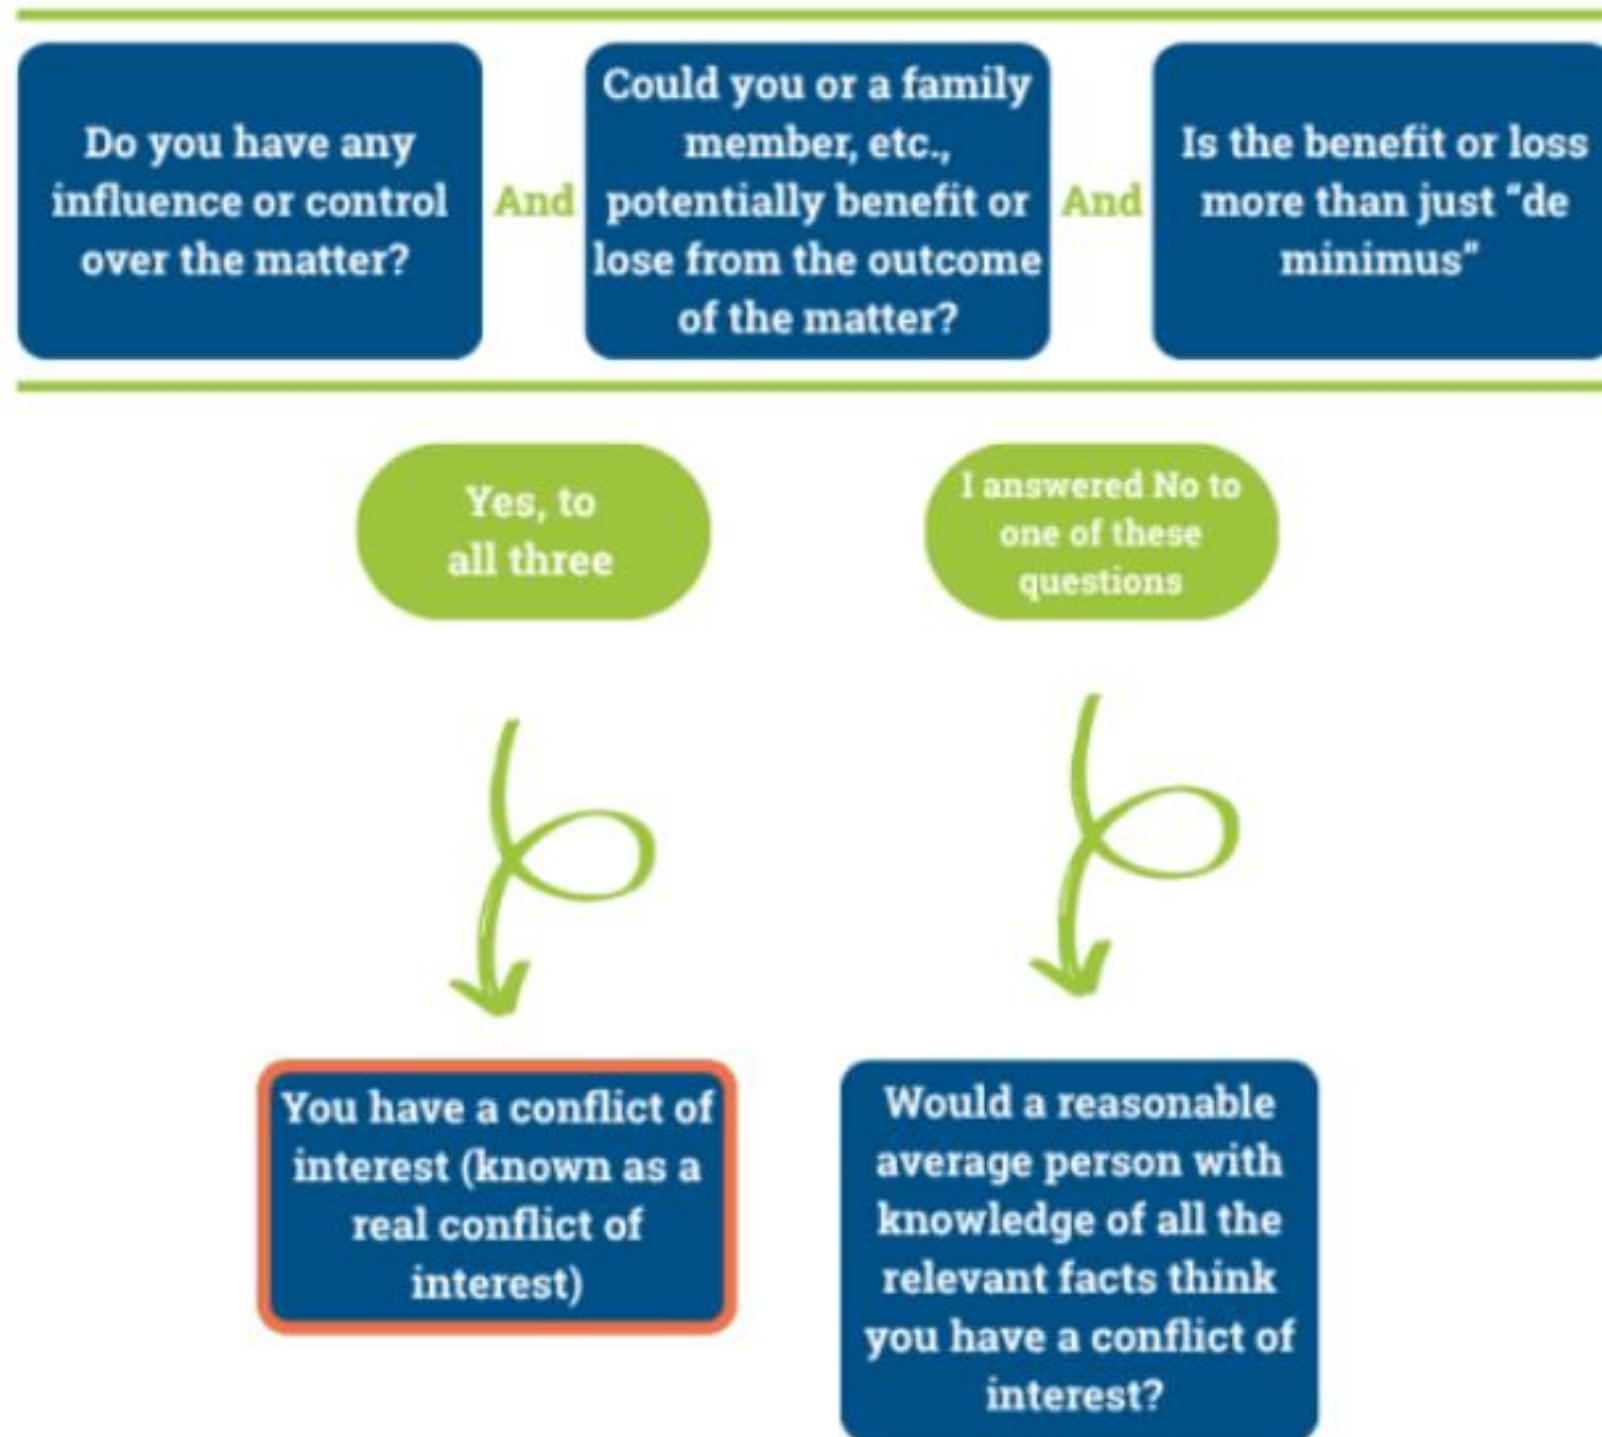 Do you have any
influence or control
over the matter?
And
Could you or a family
member, etc.,
potentially benefit or
lose from the outcome
of the matter?
And
Is the benefit or loss
more than just “de
minimus”
Yes, to
all three
I answered No to
one of these
questions
You have a conflict of
interest (known as a
real conflict of
interest)
Would a reasonable
average person with
knowledge of all the
relevant facts think
you have a conflict of
interest?